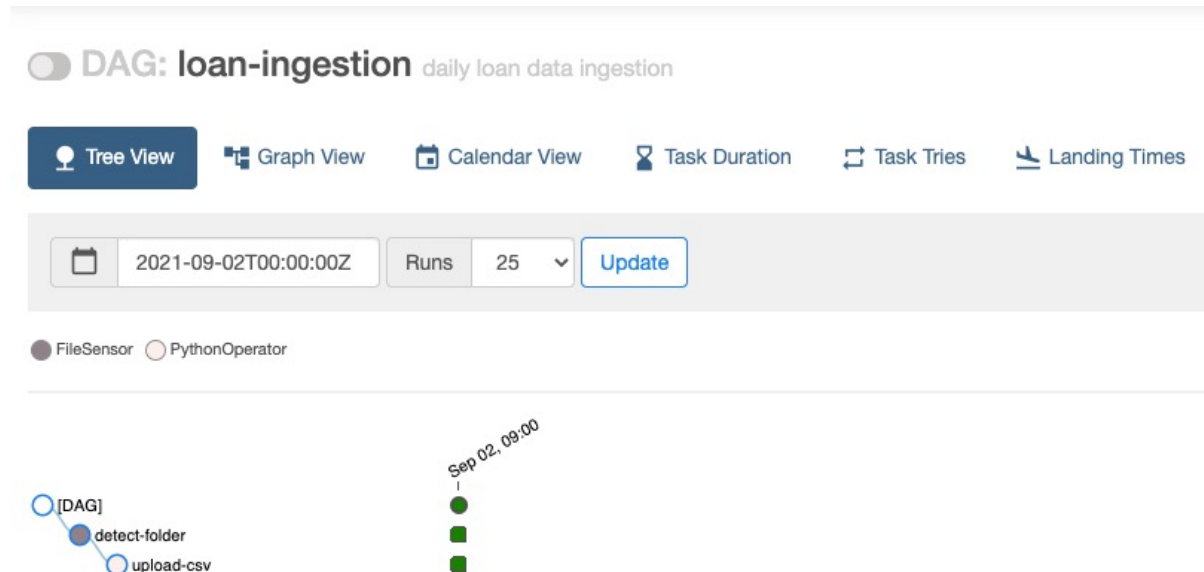 DAG: loan-ingestion daily loan data ingestion
Tree View Graph View Calendar View Task Duration Task Tries Landing Times
2021-09-02T00:00:00Z Runs 25 Update
FileSensor PythonOperator
Sep 02, 09:00
[DAG]
detect-folder
upload-csv